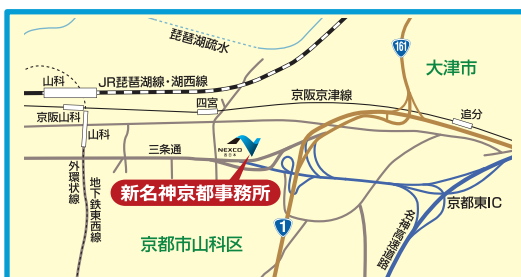 琵琶湖疏水
161
大津市
山科
JR琵琶湖線・湖西線
四宮
京阪京津線
追分
京阪山科
山科
三条通
NEXCO
西日本
新名神京都事務所
外環状線
地下鉄東西線
京都東IC
名神高速道路
1
京都市山科区